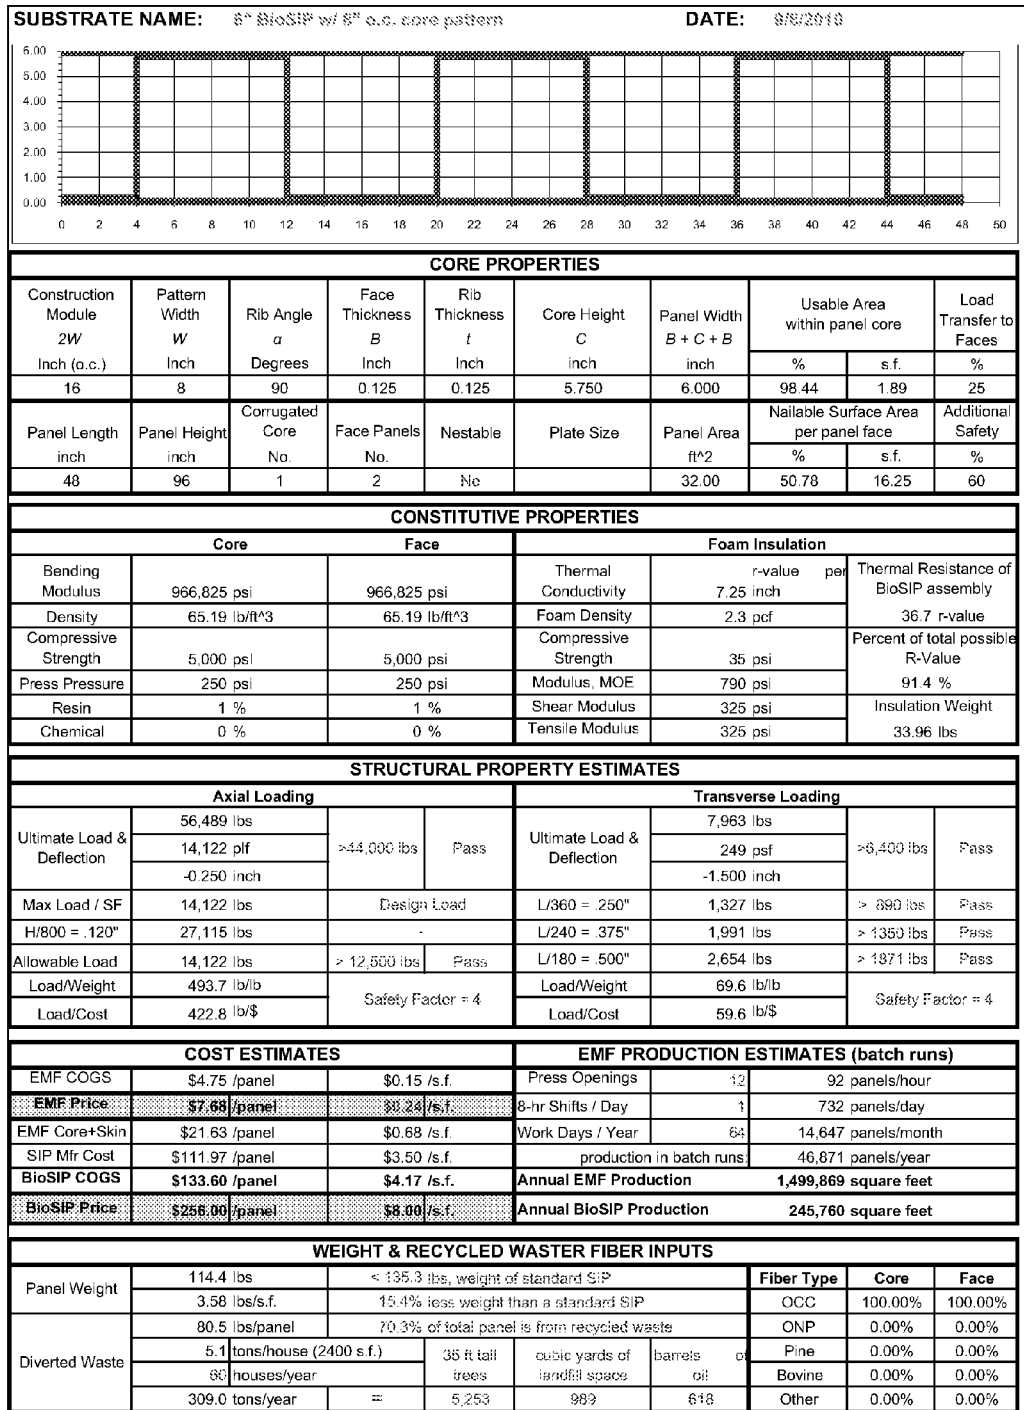 SUBSTRATE NAME: 6" BioSIP w/ 8" o.c. core pattern DATE: 9/8/2010
6.00
5.00
4.00
3.00
2.00
1.00
0.00
0 2 4 6 8 10 12 14 16 18 20 22 24 26 28 30 32 34 36 38 40 42 44 46 48 50
CORE PROPERTIES
Construction Module 2W Inch (o.c.) Pattern Width W Inch Rib Angle α Degrees Face Thickness B Inch Rib Thickness t Inch Core Height C inch Panel Width B + C + B inch Usable Area within panel core % s.f. Load Transfer to Faces %
16 8 90 0.125 0.125 5.750 6.000 98.44 1.89 25
Panel Length inch Panel Height inch Corrugated Core No. Face Panels No. Nestable Plate Size Panel Area ft^2 Nailable Surface Area per panel face % s.f. Additional Safety %
48 96 1 2 No 32.00 50.78 16.25 60
CONSTITUTIVE PROPERTIES
Core Face Foam Insulation
Bending Modulus 966,825 psi 966,825 psi Thermal Conductivity 7.25 r-value per inch Thermal Resistance of BioSIP assembly
Density 65.19 lb/ft^3 65.19 lb/ft^3 Foam Density 2.3 pcf 36.7 r-value
Compressive Strength 5,000 psi 5,000 psi Compressive Strength 35 psi Percent of total possible R-Value
Press Pressure 250 psi 250 psi Modulus, MOE 790 psi 91.4 %
Resin 1 % 1 % Shear Modulus 325 psi Insulation Weight
Chemical 0 % 0 % Tensile Modulus 325 psi 33.96 lbs
STRUCTURAL PROPERTY ESTIMATES
Axial Loading Transverse Loading
56,489 lbs 7,963 lbs
Ultimate Load & Deflection 14,122 plf >44,000 lbs Pass Ultimate Load & Deflection 249 psf >6,400 lbs Pass
-0.250 inch -1.500 inch
Max Load / SF 14,122 lbs Design Load L/360 = .250" 1,327 lbs > 890 lbs Pass
H/800 = .120" 27,115 lbs - L/240 = .375" 1,991 lbs > 1350 lbs Pass
Allowable Load 14,122 lbs > 12,600 lbs Pass L/180 = .500" 2,654 lbs > 1871 lbs Pass
Load/Weight 493.7 lb/lb Safety Factor = 4 Load/Weight 69.6 lb/lb Safety Factor = 4
Load/Cost 422.8 lb/$ Load/Cost 59.6 lb/$
COST ESTIMATES EMF PRODUCTION ESTIMATES (batch runs)
EMF COGS $4.75 /panel $0.15 /s.f. Press Openings 12 92 panels/hour
EMF Price $7.68 /panel $0.24 /s.f. 8-hr Shifts / Day 1 732 panels/day
EMF Core+Skin $21.63 /panel $0.68 /s.f. Work Days / Year 64 14,647 panels/month
SIP Mfr Cost $111.97 /panel $3.50 /s.f. production in batch runs: 46,871 panels/year
BioSIP COGS $133.60 /panel $4.17 /s.f. Annual EMF Production 1,499,869 square feet
BioSIP Price $256.00 /panel $8.00 /s.f. Annual BioSIP Production 245,760 square feet
WEIGHT & RECYCLED WASTER FIBER INPUTS
Panel Weight 114.4 lbs < 135.3 lbs, weight of standard SIP Fiber Type Core Face
3.58 lbs/s.f. 15.4% less weight than a standard SIP OCC 100.00% 100.00%
Diverted Waste 80.5 lbs/panel 70.3% of total panel is from recycled waste ONP 0.00% 0.00%
5.1 tons/house (2400 s.f.) 35 ft tall trees cubic yards of landfill space barrels of oil Pine 0.00% 0.00%
60 houses/year Bovine 0.00% 0.00%
309.0 tons/year = 5,253 989 618 Other 0.00% 0.00%